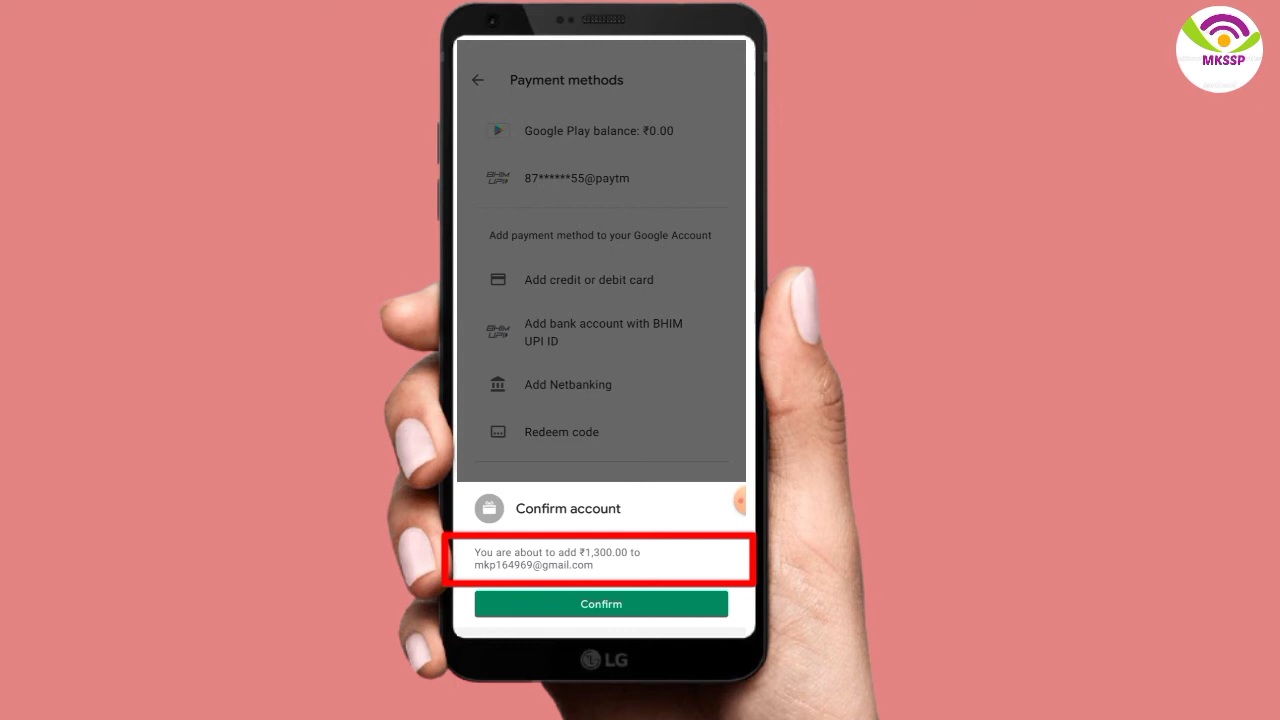 MKSSP
Payment methods
Google Play balance: ₹0.00
BHIM
UPI
87******55@paytm
Add payment method to your Google Account
Add credit or debit card
BHIM
UPI
Add bank account with BHIM
UPI ID
Add Netbanking
Redeem code
Confirm account
You are about to add ₹1,300.00 to
mkp164969@gmail.com
Confirm
LG